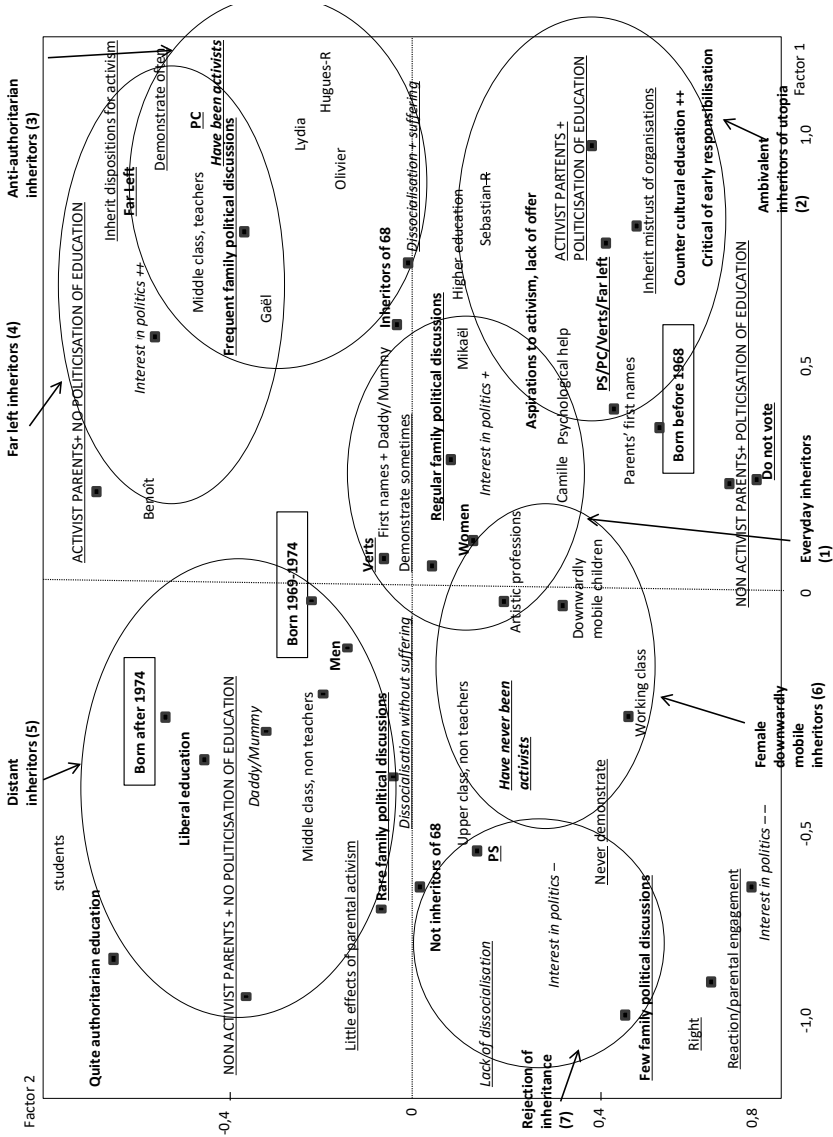 Distant
inheritors (5)
Far left inheritors (4)
Anti-authoritarian
inheritors (3)
Factor 2
students
ACTIVIST PARENTS+ NO POLITICISATION OF EDUCATION
Quite authoritarian education
Inherit dispositions for activism
Far Left
Born after 1974
Benoît
Interest in politics ++
Demonstrate often
Liberal education
Middle class, teachers
PC
Have been activists
NON ACTIVIST PARENTS + NO POLITICISATION OF EDUCATION
Frequent family political discussions
-0,4
Daddy/Mummy
Gaël
Born 1969-1974
Lydia
Middle class, non teachers
Hugues-R
Men
Olivier
Little effects of parental activism
Verts
Rare family political discussions
First names + Daddy/Mummy
Inheritors of 68
Dissocialisation without suffering
Demonstrate sometimes
Dissocialisation + suffering
0
Not inheritors of 68
Regular family political discussions
Upper class, non teachers
Women
Mikaël
Higher education
Lack of dissocialisation
PS
Interest in politics +
Sebastian-R
Have never been
activists
Artistic professions
Aspirations to activism, lack of offer
Rejection of
inheritance
(7)
Interest in politics –
Camille
Psychological help
ACTIVIST PARTENTS +
POLITICISATION OF EDUCATION
Downwardly
mobile children
0,4
Never demonstrate
PS/PC/Verts/Far left
Parents' first names
Few family political discussions
Working class
Inherit mistrust of organisations
Born before 1968
Counter cultural education ++
Right
Critical of early responsibilisation
Reaction/parental engagement
NON ACTIVIST PARENTS+ POLTICISATION OF EDUCATION
0,8
Interest in politics – –
Do not vote
Female
downwardly
mobile
inheritors (6)
Everyday inheritors
(1)
Ambivalent
inheritors of utopia
(2)
-1,0
-0,5
0
0,5
1,0
Factor 1